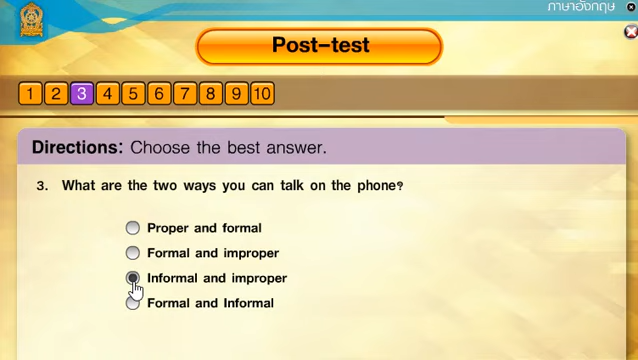 ภาษาอังกฤษ
Post-test
1 2 3 4 5 6 7 8 9 10
Directions: Choose the best answer.
3. What are the two ways you can talk on the phone?
Proper and formal
Formal and improper
Informal and improper
Formal and Informal